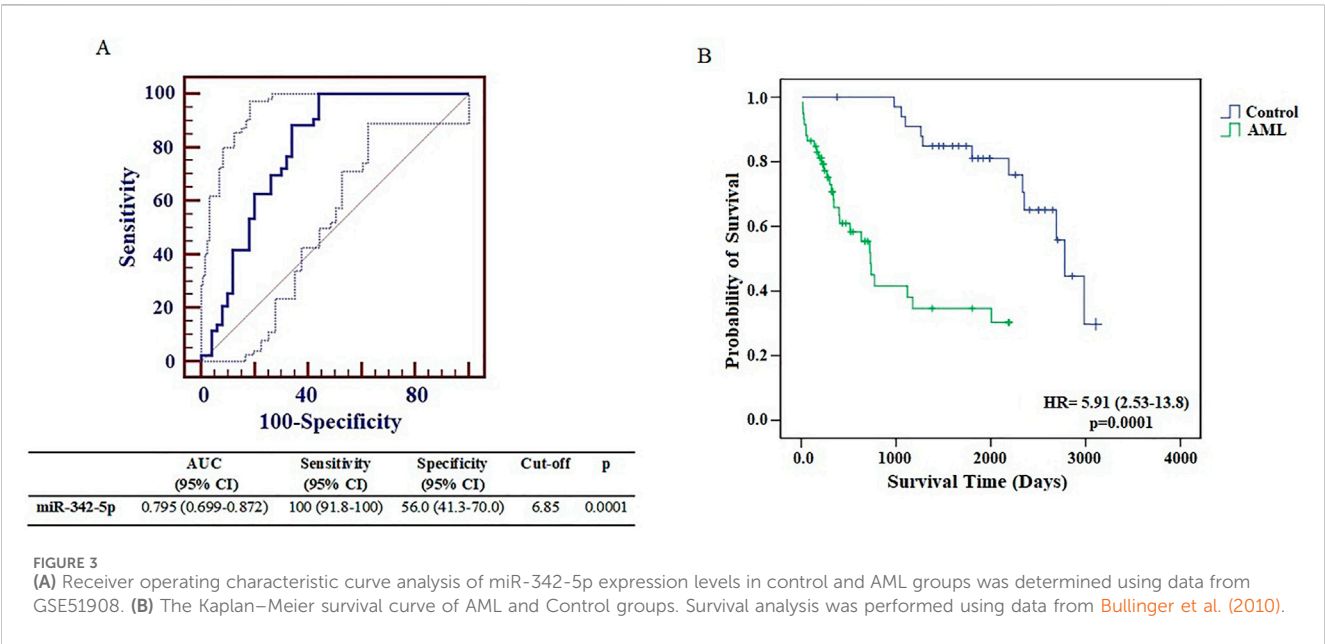 A
100
80
60
40
20
0
Sensitivity
0 40 80
100-Specificity
AUC Sensitivity Specificity Cut-off p
(95% CI) (95% CI) (95% CI)
miR-342-5p 0.795 (0.699-0.872) 100 (91.8-100) 56.0 (41.3-70.0) 6.85 0.0001
B
1.0
0.8
0.6
0.4
0.2
0.0
Probability of Survival
Control
AML
HR= 5.91 (2.53-13.8)
p=0.0001
0.0 1000 2000 3000 4000
Survival Time (Days)
FIGURE 3
(A) Receiver operating characteristic curve analysis of miR-342-5p expression levels in control and AML groups was determined using data from
GSE51908. (B) The Kaplan–Meier survival curve of AML and Control groups. Survival analysis was performed using data from Bullinger et al. (2010).